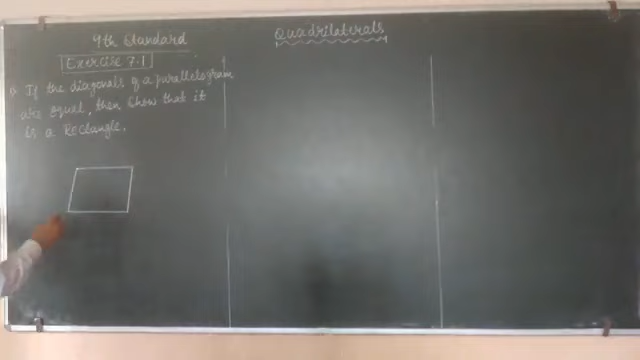 9th Standard
Quadrilaterals
Exercise 7.1
1) If the diagonals of a parallelogram
are equal, then show that it
is a Rectangle.